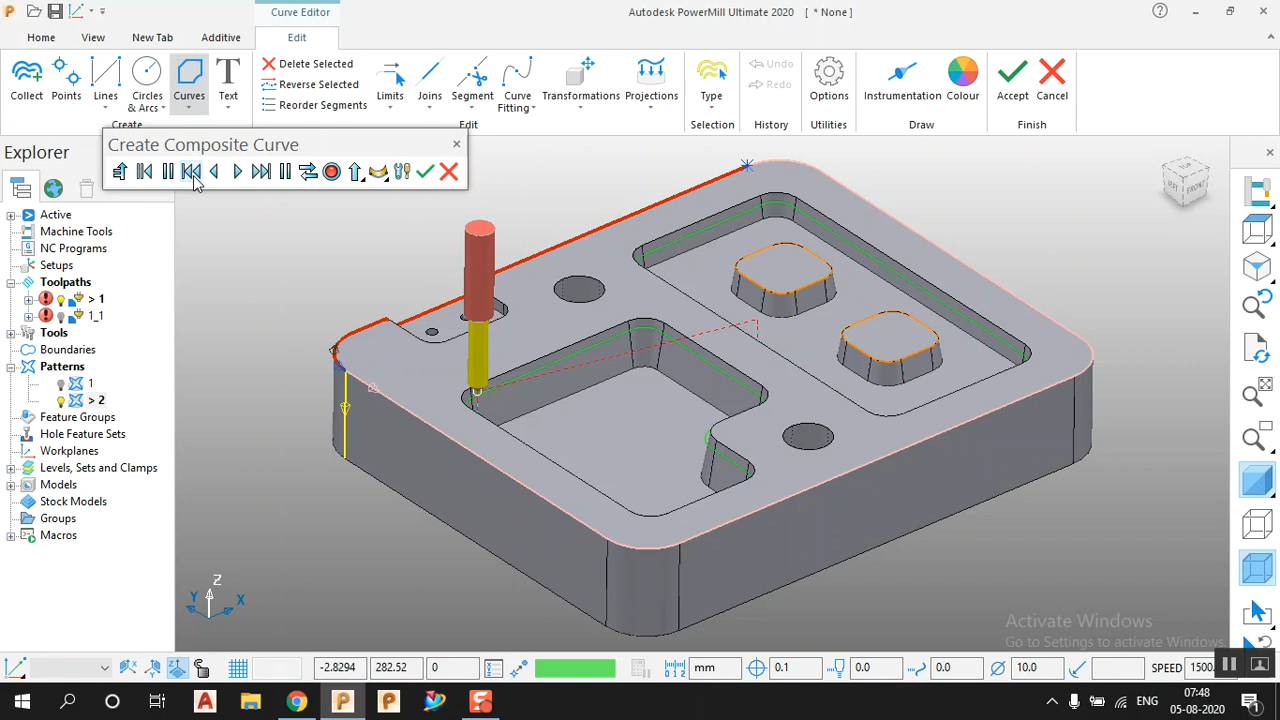 Curve Editor
Autodesk PowerMill Ultimate 2020 [ * None ]
Home
View
New Tab
Additive
Edit
Collect
Points
Lines
Circles
& Arcs
Curves
Text
Create
Delete Selected
Reverse Selected
Reorder Segments
Limits
Joins
Segment
Curve
Fitting
Transformations
Projections
Edit
Type
Selection
Undo
Redo
History
Options
Utilities
Instrumentation
Colour
Draw
Accept
Cancel
Finish
Create Composite Curve
Explorer
Active
Machine Tools
NC Programs
Setups
Toolpaths
> 1
1_1
Tools
Boundaries
Patterns
1
> 2
Feature Groups
Hole Feature Sets
Workplanes
Levels, Sets and Clamps
Models
Stock Models
Groups
Macros
TOP
FRONT
Z
Y
X
Activate Windows
Go to Settings to activate Windows.
-2.8294
282.52
0
mm
0.1
0.0
0.0
10.0
SPEED
1500.
ENG
07:48
05-08-2020